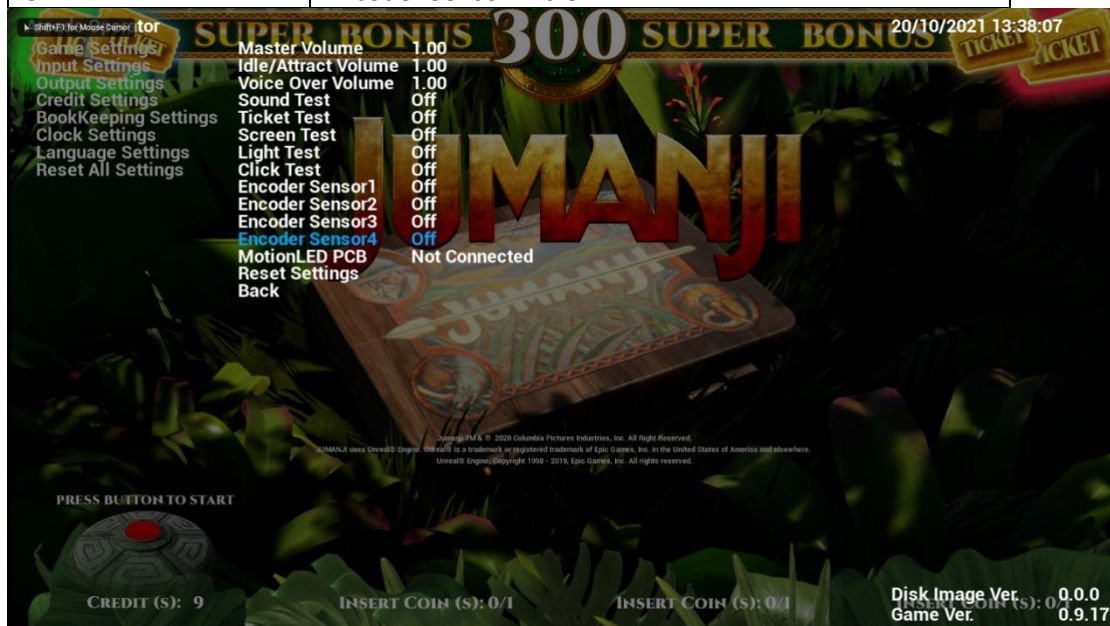 Shift+F1 for Mouse Cursor
tor
20/10/2021 13:38:07
SUPER BONUS 300 SUPER BONUS
TICKET
TICKET
Game Settings
Input Settings
Output Settings
Credit Settings
BookKeeping Settings
Clock Settings
Language Settings
Reset All Settings
Master Volume 1.00
Idle/Attract Volume 1.00
Voice Over Volume 1.00
Sound Test Off
Ticket Test Off
Screen Test Off
Light Test Off
Click Test Off
Encoder Sensor1 Off
Encoder Sensor2 Off
Encoder Sensor3 Off
Encoder Sensor4 Off
MotionLED PCB Not Connected
Reset Settings
Back
JUMANJI
JUMANJI
Jumanji TM & © 2020 Columbia Pictures Industries, Inc. All Right Reserved.
JUMANJI uses Unreal® Engine. Unreal® is a trademark or registered trademark of Epic Games, Inc. in the United States of America and elsewhere.
Unreal® Engine, Copyright 1998 - 2019, Epic Games, Inc. All rights reserved.
PRESS BUTTON TO START
CREDIT (S): 9
INSERT COIN (S): 0/1
INSERT COIN (S): 0/1
INSERT COIN (S): 0/1
Disk Image Ver. 0.0.0
Game Ver. 0.9.17